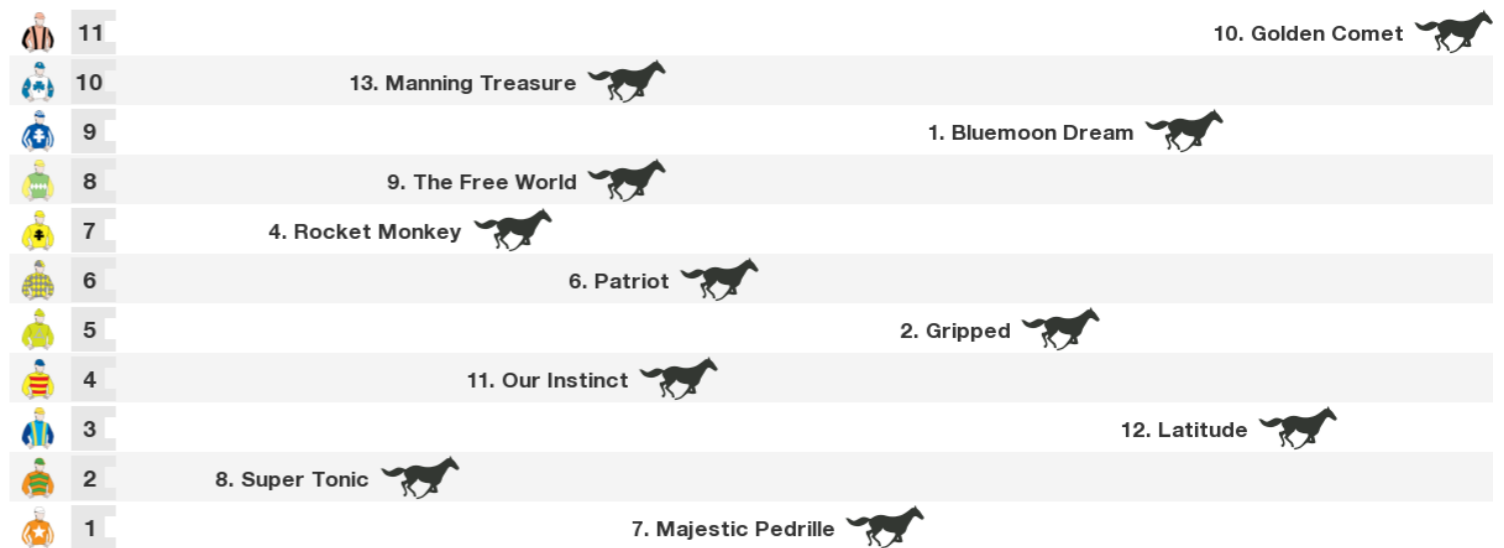 11 10. Golden Comet
10 13. Manning Treasure
9 1. Bluemoon Dream
8 9. The Free World
7 4. Rocket Monkey
6 6. Patriot
5 2. Gripped
4 11. Our Instinct
3 12. Latitude
2 8. Super Tonic
1 7. Majestic Pedrille